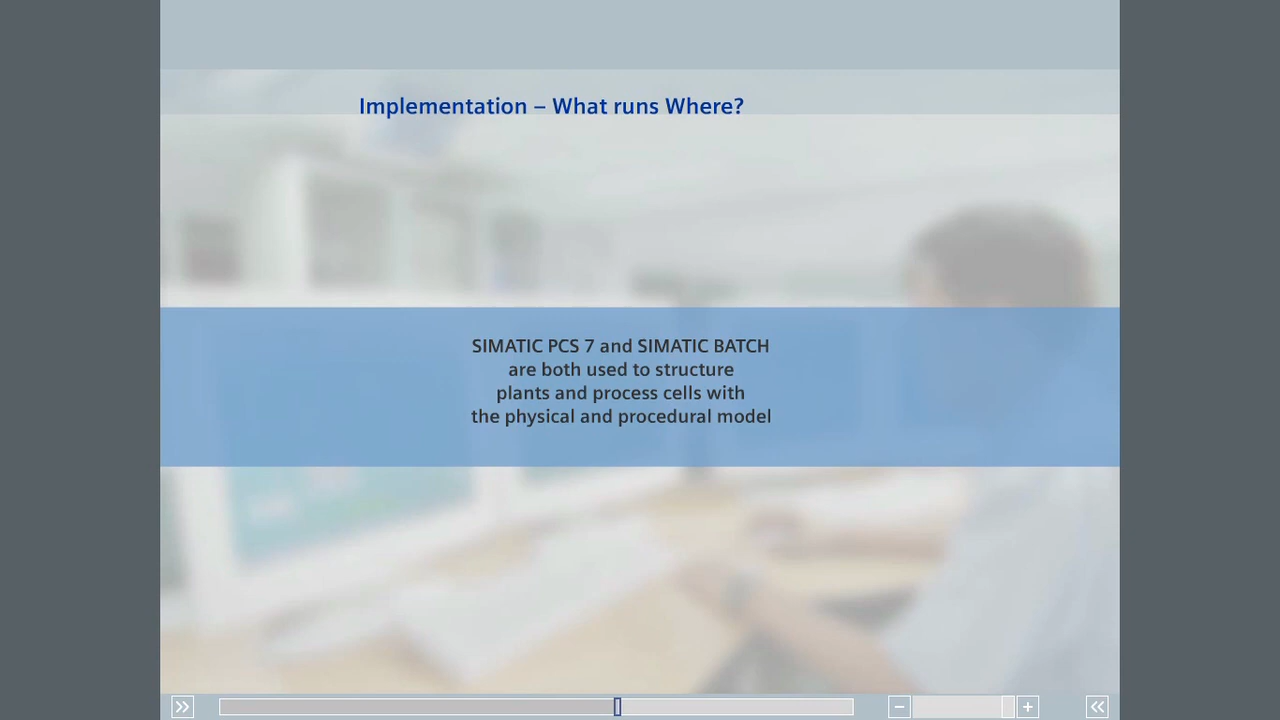 Implementation – What runs Where?
SIMATIC PCS 7 and SIMATIC BATCH
are both used to structure
plants and process cells with
the physical and procedural model